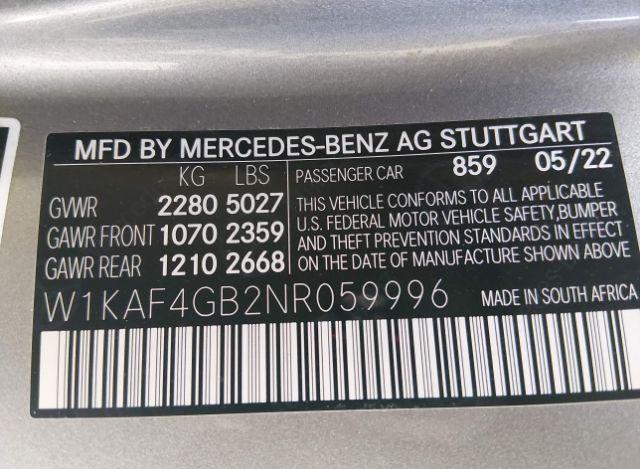 MFD BY MERCEDES-BENZ AG STUTTGART
KG LBS
GWWR 2280 5027
GAWR FRONT 1070 2359
GAWR REAR 1210 2668
PASSENGER CAR 859 05/22
THIS VEHICLE CONFORMS TO ALL APPLICABLE
U.S. FEDERAL MOTOR VEHICLE SAFETY,BUMPER
AND THEFT PREVENTION STANDARDS IN EFFECT
ON THE DATE OF MANUFACTURE SHOWN ABOVE
W1KAF4GB2NR059996 MADE IN SOUTH AFRICA